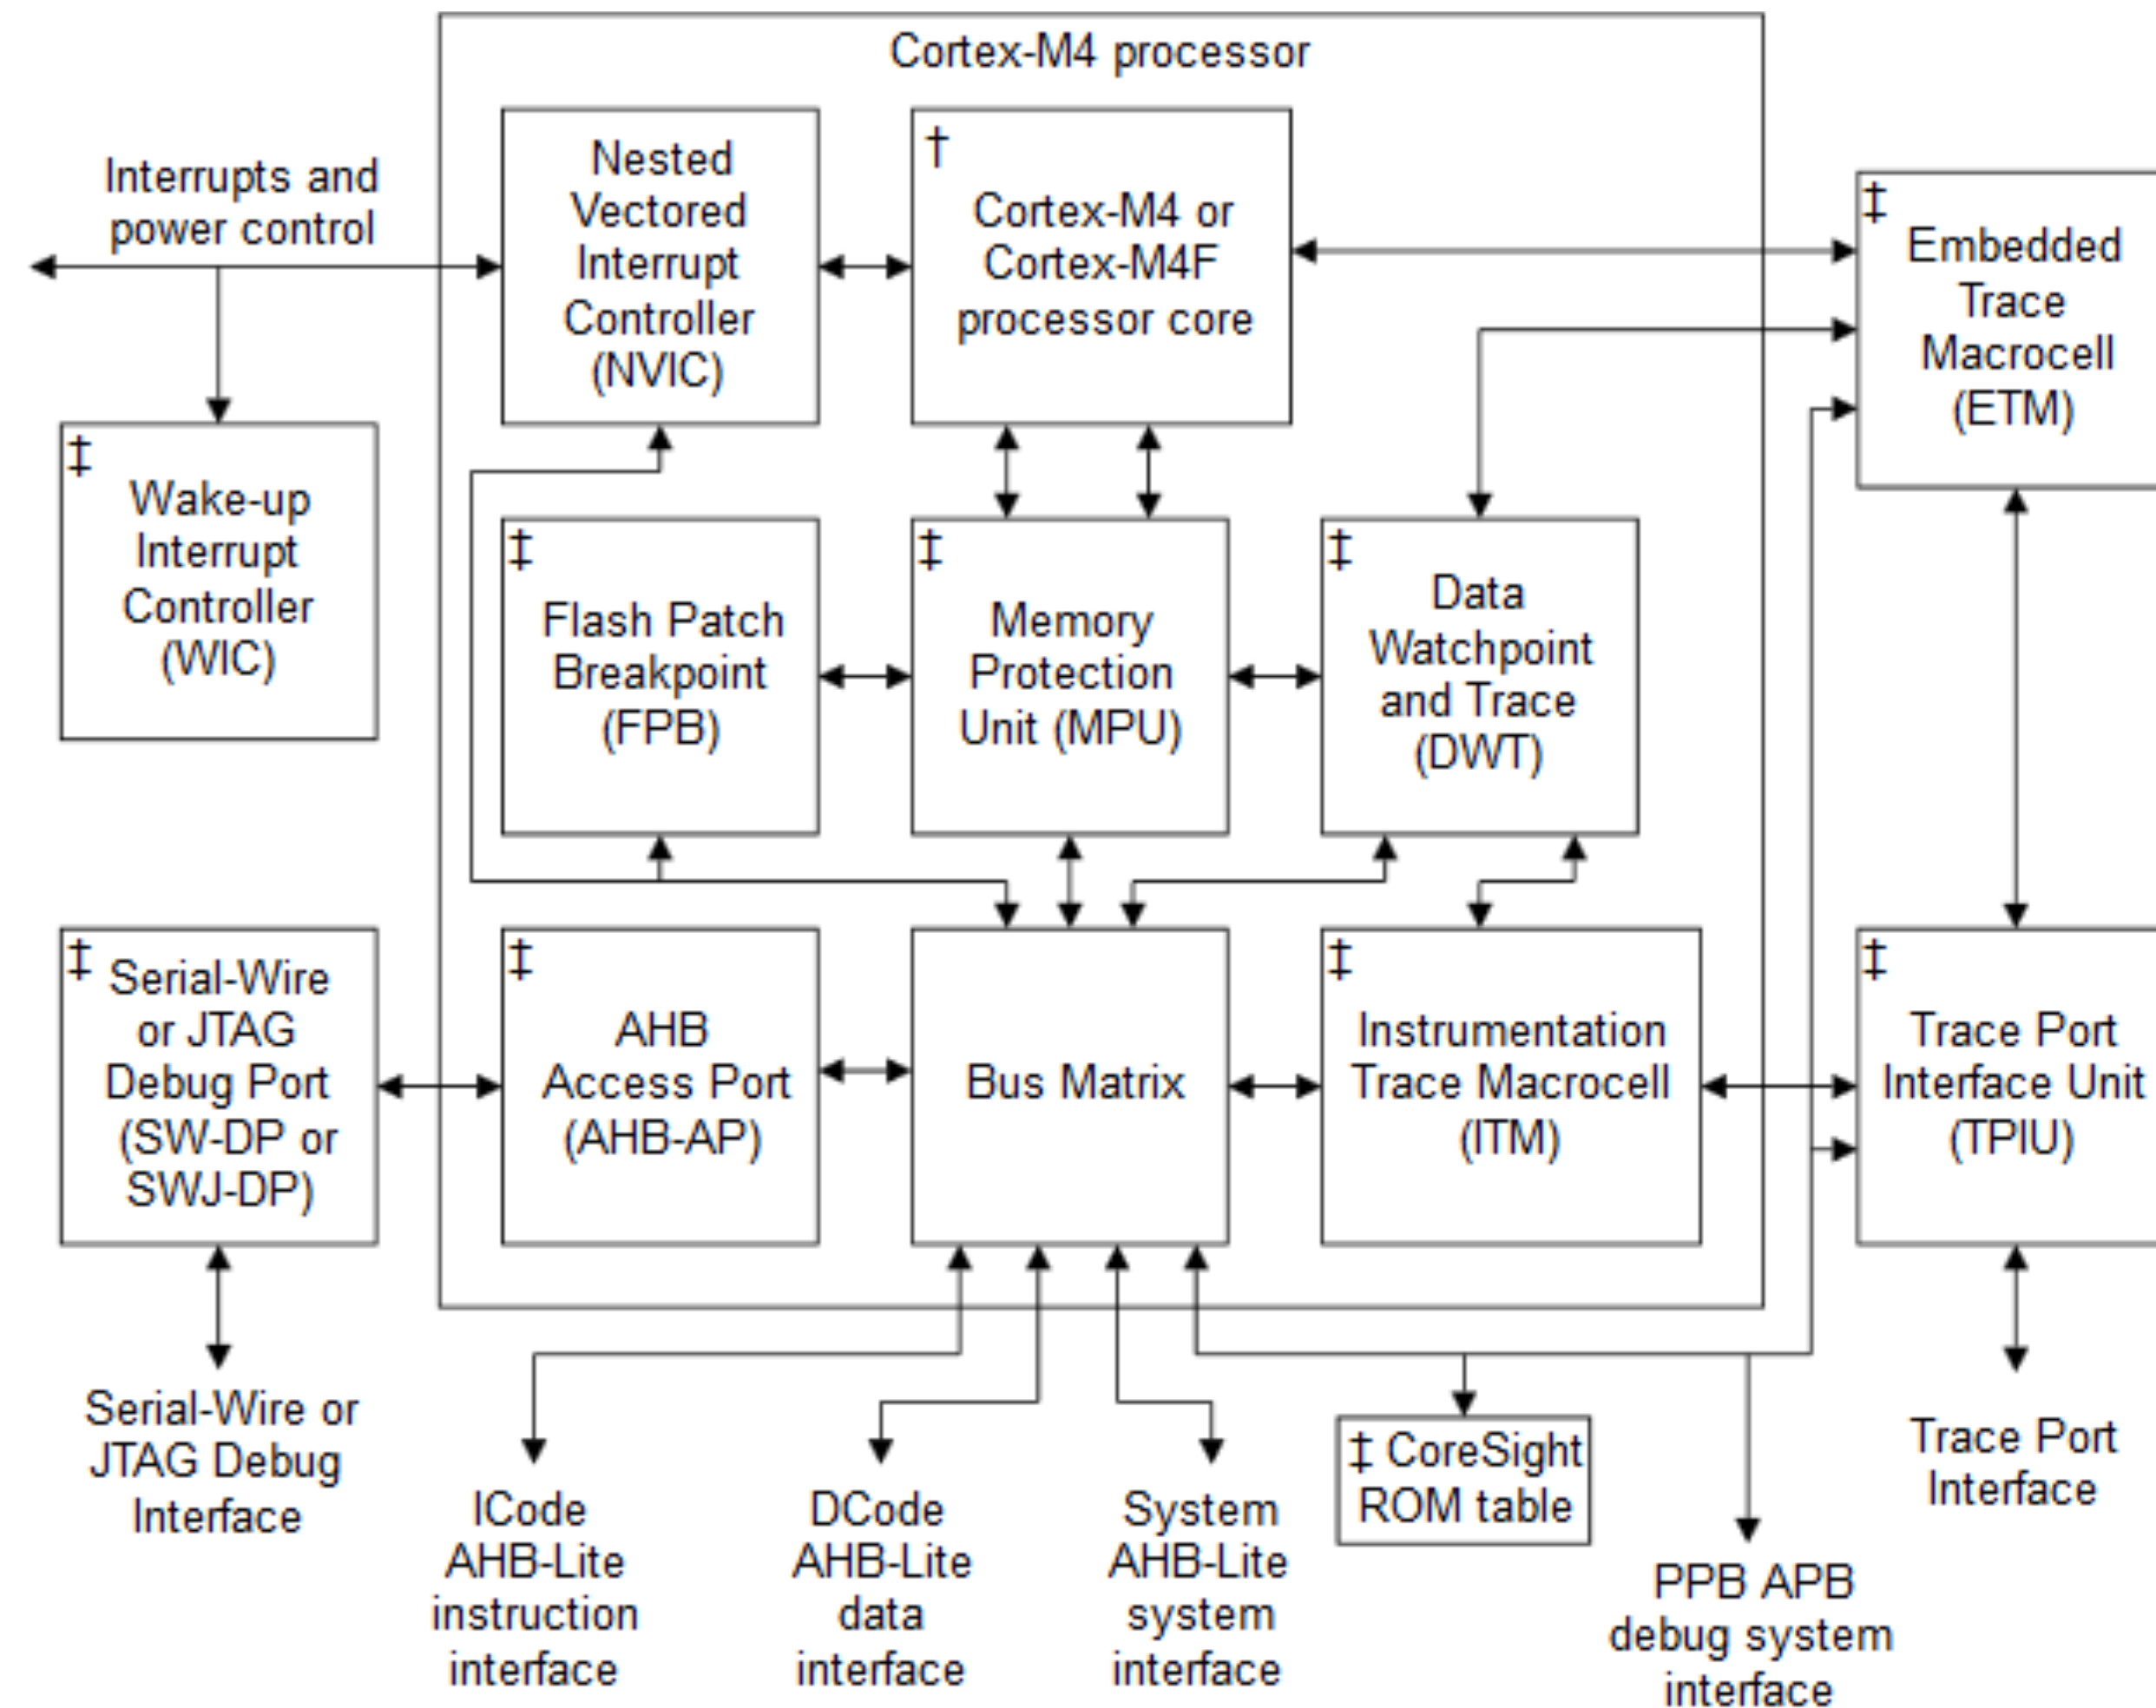 Cortex-M4 processor
Interrupts and
power control
Nested
Vectored
Interrupt
Controller
(NVIC)
†
Cortex-M4 or
Cortex-M4F
processor core
‡
Embedded
Trace
Macrocell
(ETM)
‡
Wake-up
Interrupt
Controller
(WIC)
‡
Flash Patch
Breakpoint
(FPB)
‡
Memory
Protection
Unit (MPU)
‡
Data
Watchpoint
and Trace
(DWT)
‡ Serial-Wire
or JTAG
Debug Port
(SW-DP or
SWJ-DP)
‡
AHB
Access Port
(AHB-AP)
Bus Matrix
‡
Instrumentation
Trace Macrocell
(ITM)
‡
Trace Port
Interface Unit
(TPIU)
Serial-Wire or
JTAG Debug
Interface
ICode
AHB-Lite
instruction
interface
DCode
AHB-Lite
data
interface
System
AHB-Lite
system
interface
‡ CoreSight
ROM table
PPB APB
debug system
interface
Trace Port
Interface